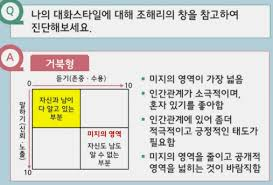 Q
나의 대화스타일에 대해 조해리의 창을 참고하여
진단해보세요.
A
거북형
듣기(존중·수용)
0
10
말하기(신뢰/노출)
자신과 남이
다 알고 있는
부분
미지의 영역
자신도 남도
알 수 없는
부분
10
• 미지의 영역이 가장 넓음
• 인간관계가 소극적이며,
혼자 있기를 좋아함
• 인간관계에 있어 좀더
적극적이고 긍정적인 태도가
필요함
• 미지의 영역을 줄이고 공개적
영역을 넓히는 것이 바람직함